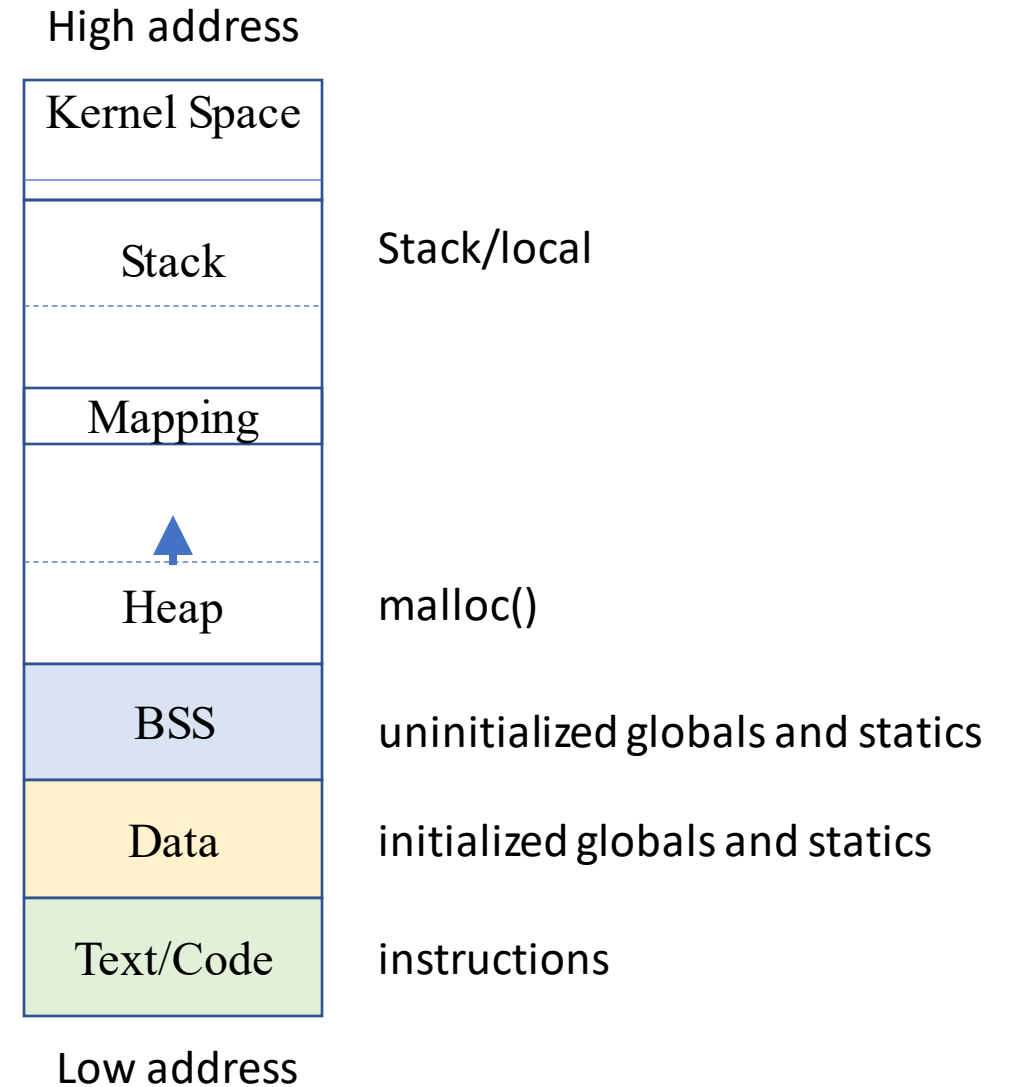 High address
Kernel Space
Stack
Stack/local
Mapping
Heap
malloc()
BSS
uninitialized globals and statics
Data
initialized globals and statics
Text/Code
instructions
Low address